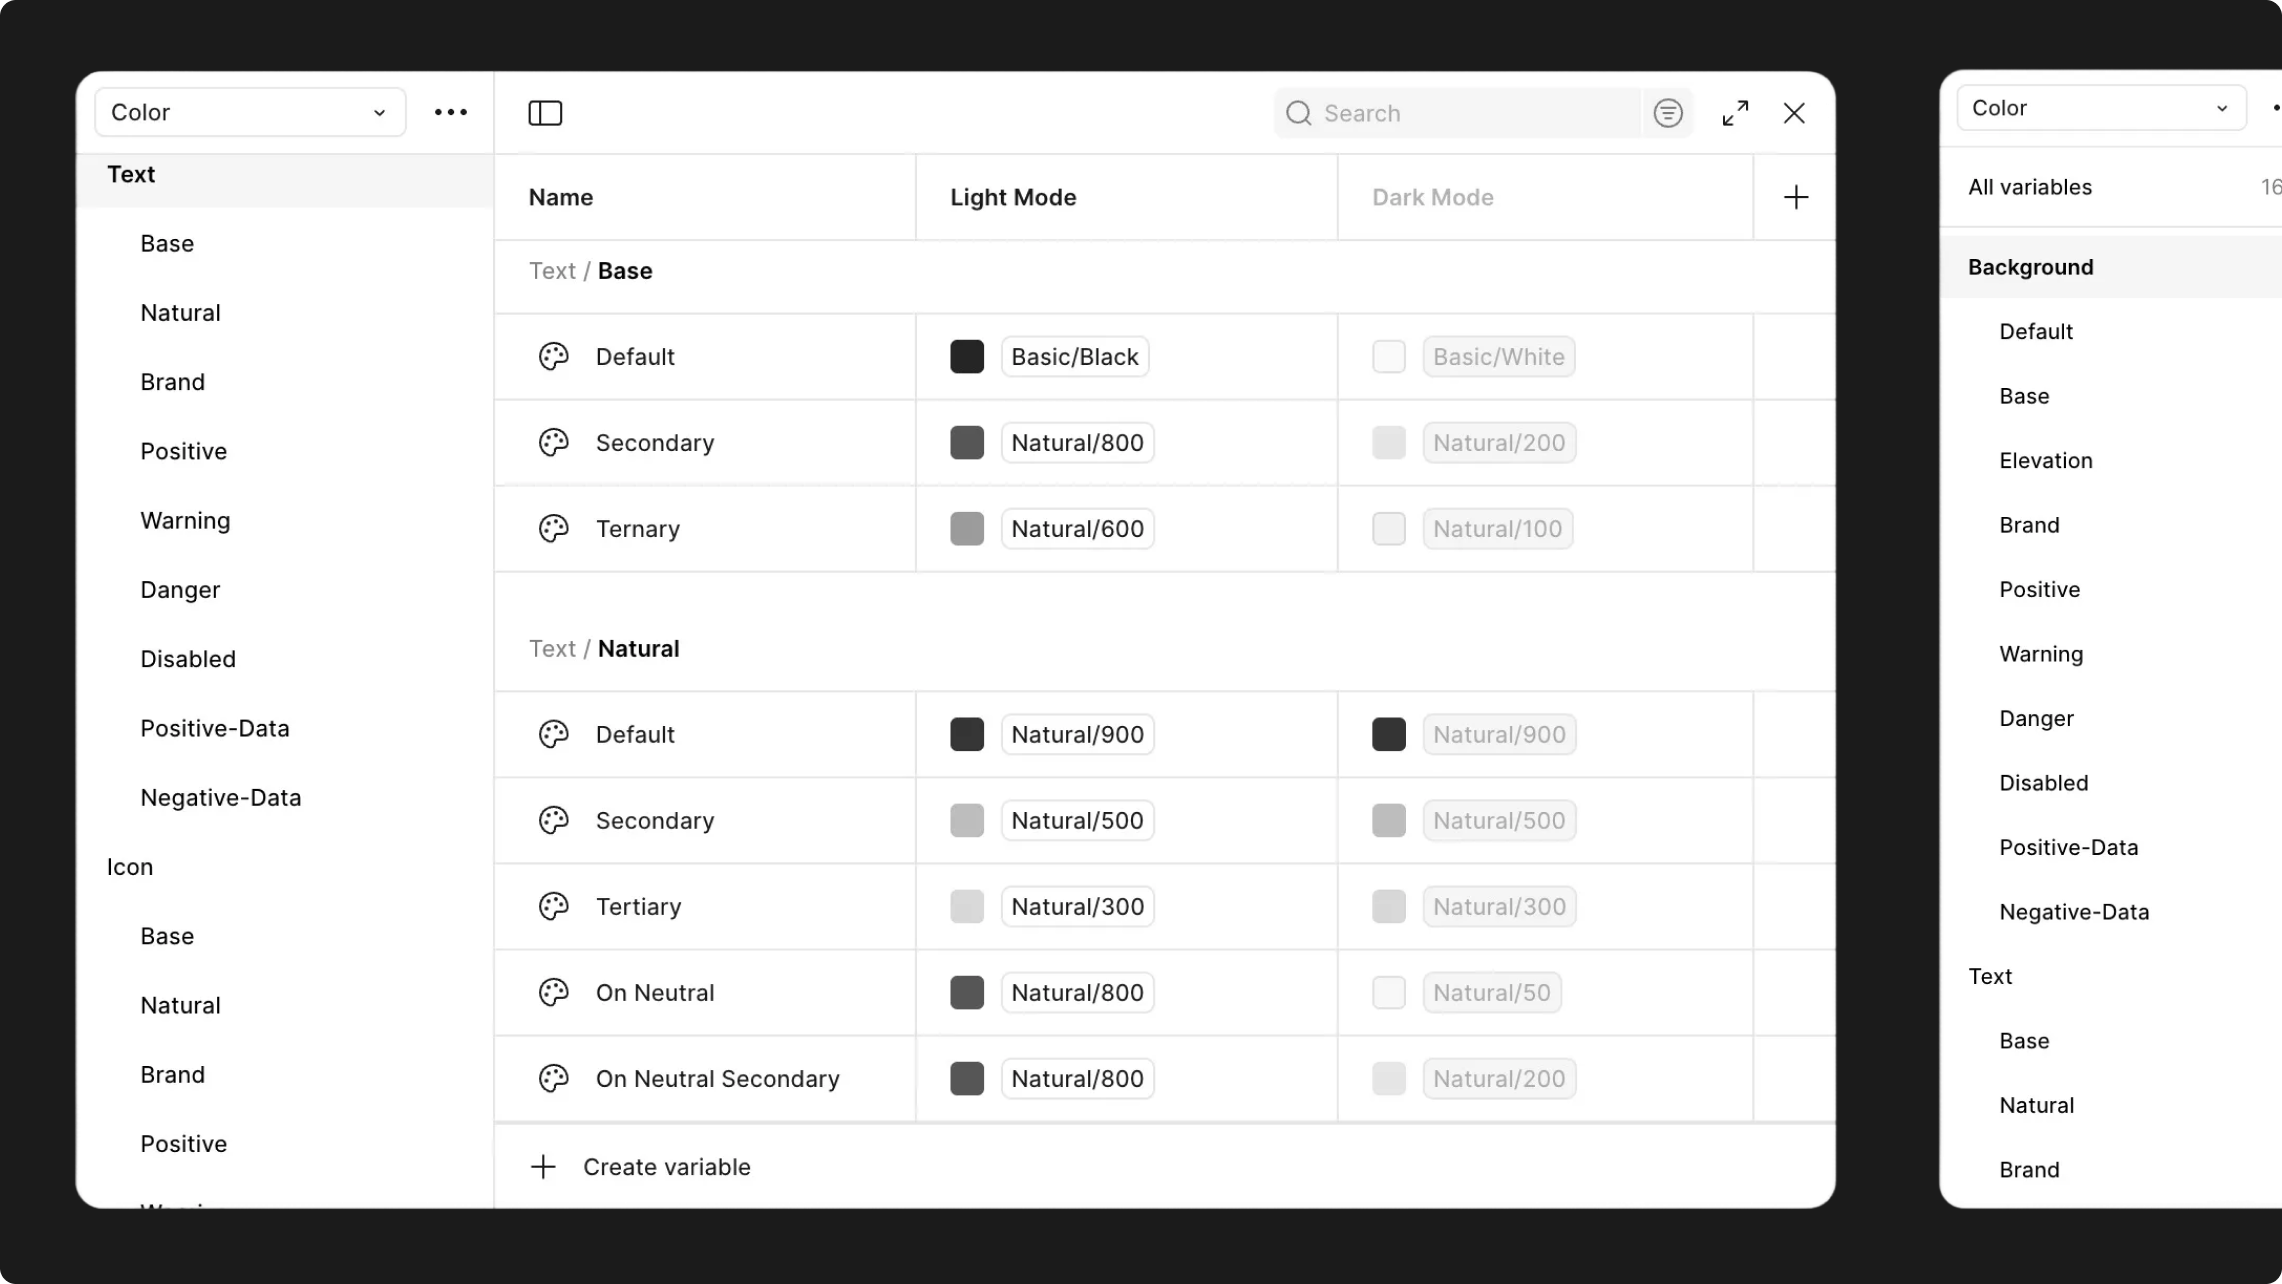 Color
Search
Text
Base
Natural
Brand
Positive
Warning
Danger
Disabled
Positive-Data
Negative-Data
Icon
Base
Natural
Brand
Positive
Name Light Mode Dark Mode
Text / Base
Default Basic/Black Basic/White
Secondary Natural/800 Natural/200
Ternary Natural/600 Natural/100
Text / Natural
Default Natural/900 Natural/900
Secondary Natural/500 Natural/500
Tertiary Natural/300 Natural/300
On Neutral Natural/800 Natural/50
On Neutral Secondary Natural/800 Natural/200
Create variable
Color
All variables 16
Background
Default
Base
Elevation
Brand
Positive
Warning
Danger
Disabled
Positive-Data
Negative-Data
Text
Base
Natural
Brand